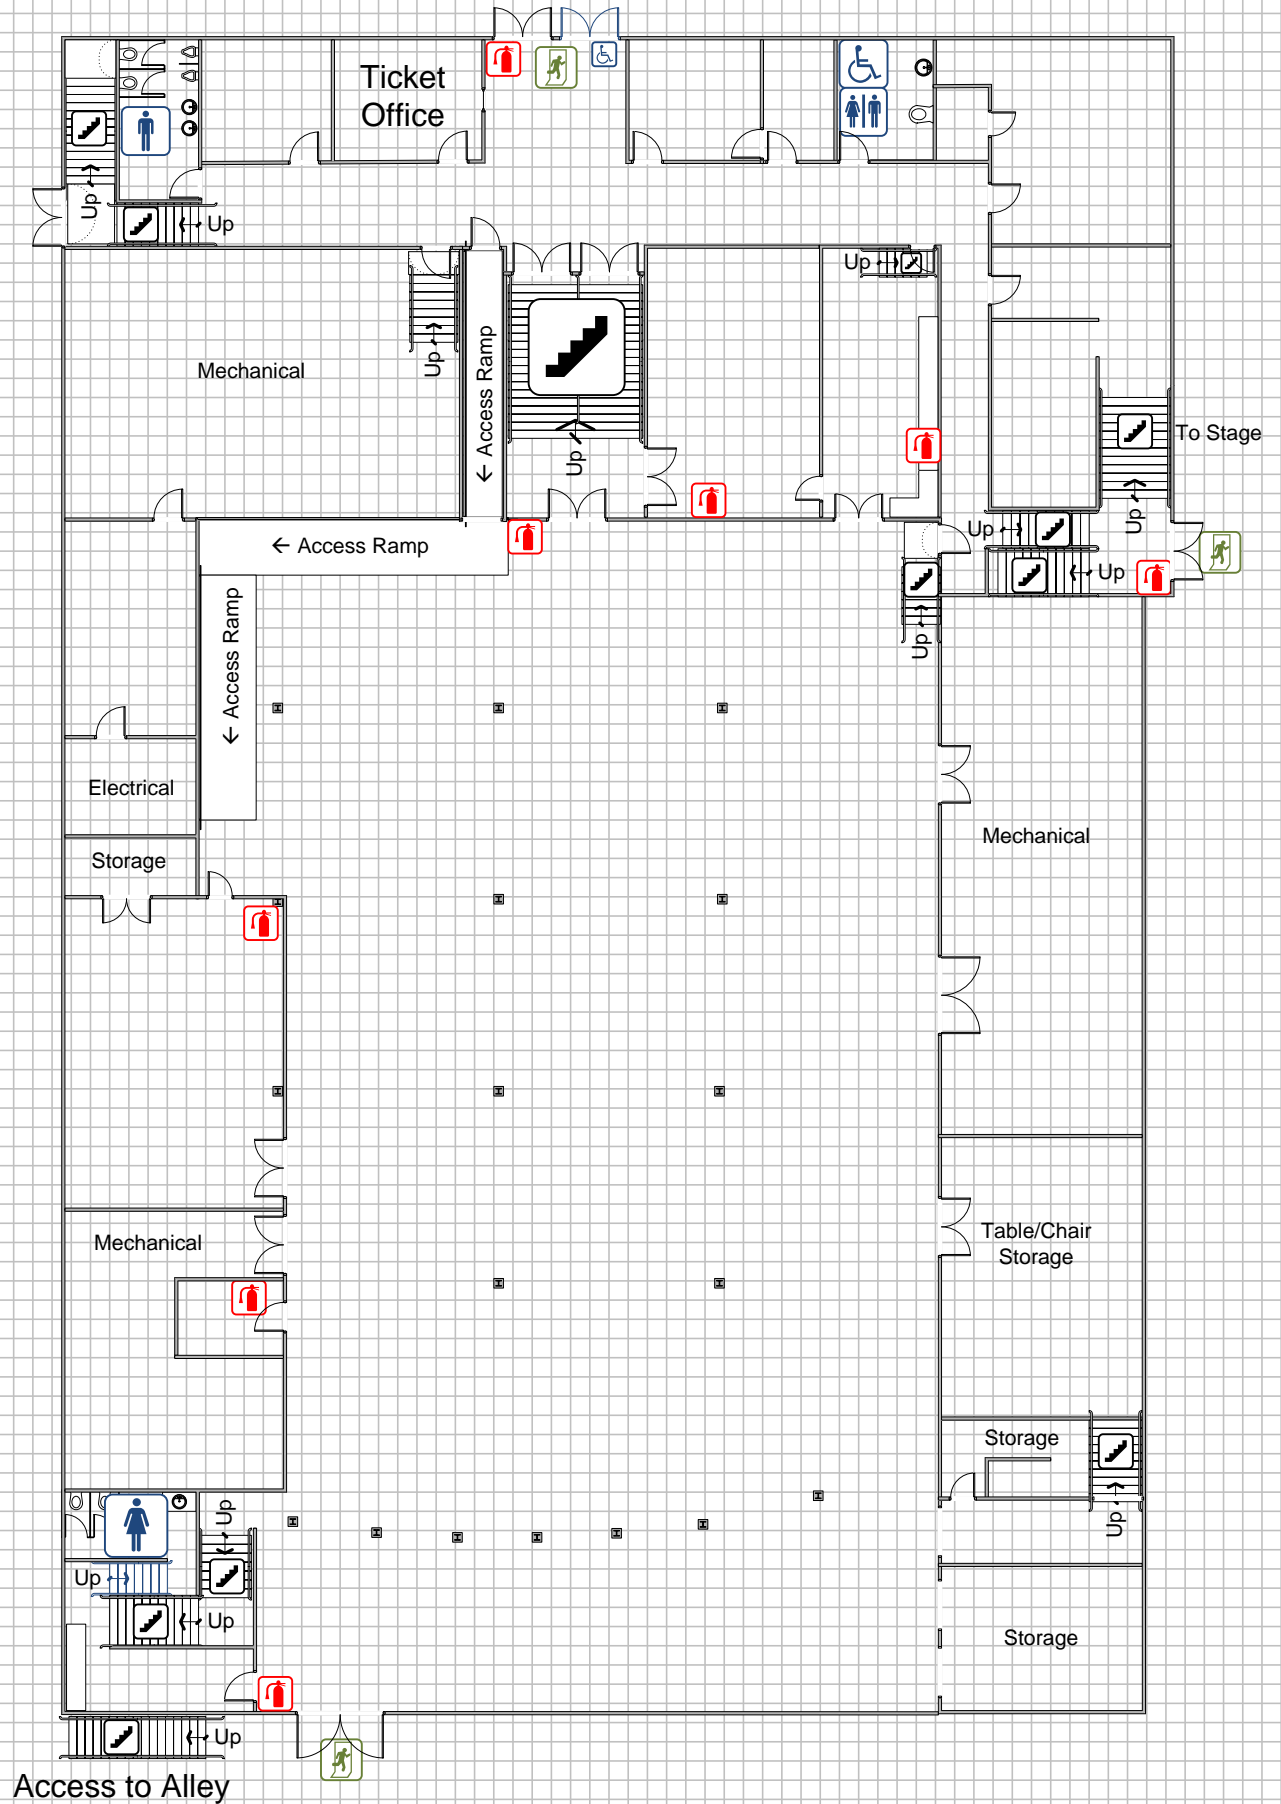 Ticket
Office
Up
Up
Up
Up
Mechanical
← Access Ramp
Up
To Stage
Up
Up
Up
← Access Ramp
Up
← Access Ramp
Electrical
Mechanical
Storage
Table/Chair
Storage
Mechanical
Storage
Up
Up
Up
Up
Storage
Up
Access to Alley